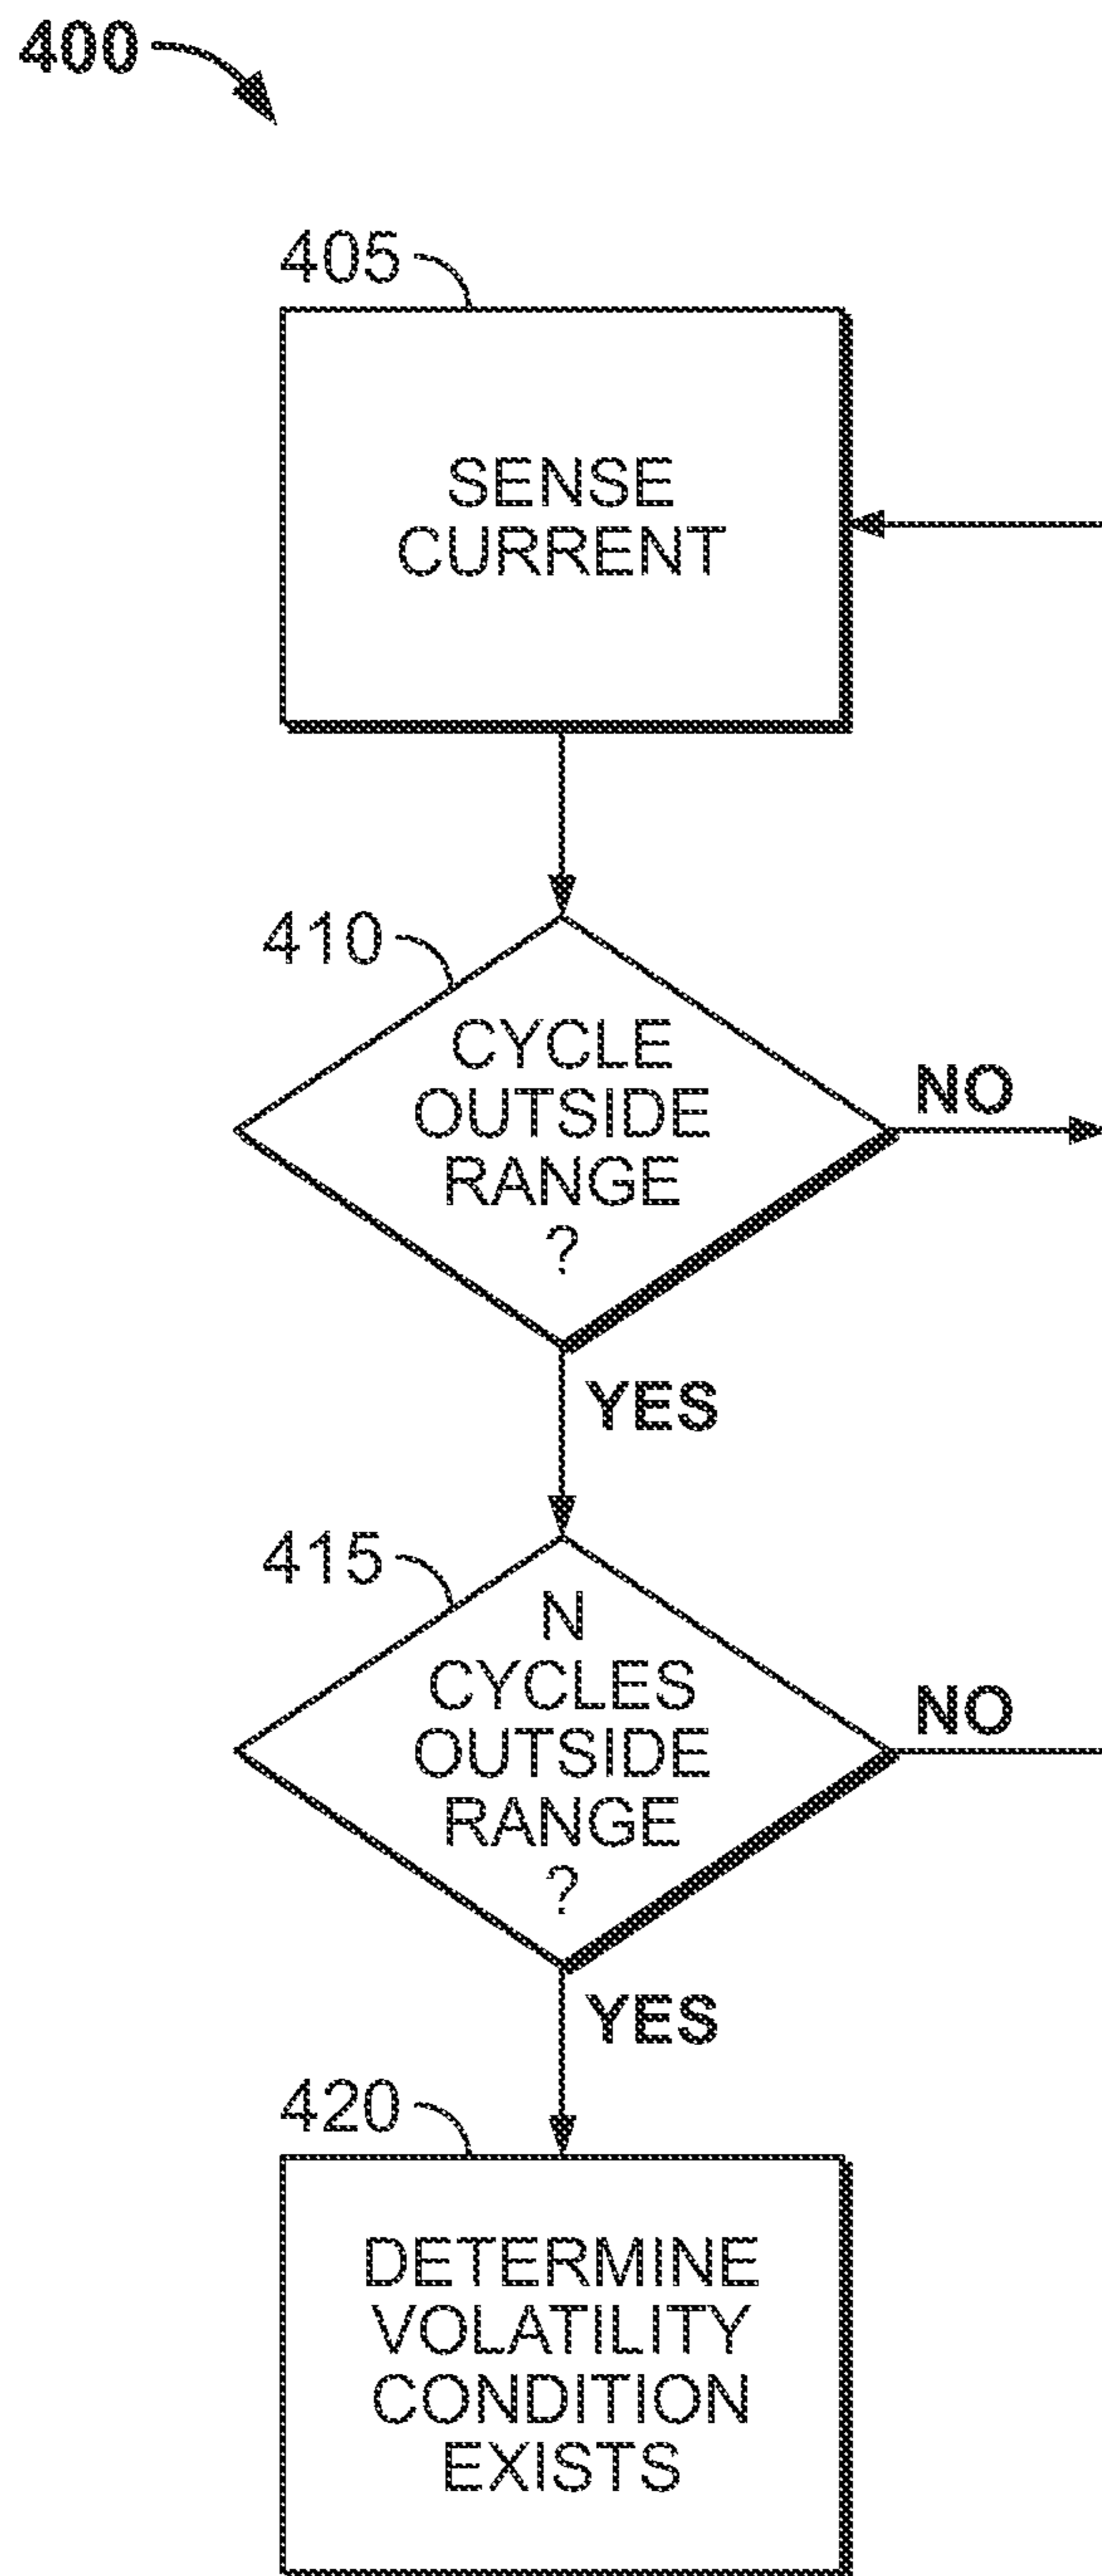 400
405
SENSE
CURRENT
410
CYCLE
OUTSIDE
RANGE
?
NO
YES
415
N
CYCLES
OUTSIDE
RANGE
?
NO
YES
420
DETERMINE
VOLATILITY
CONDITION
EXISTS